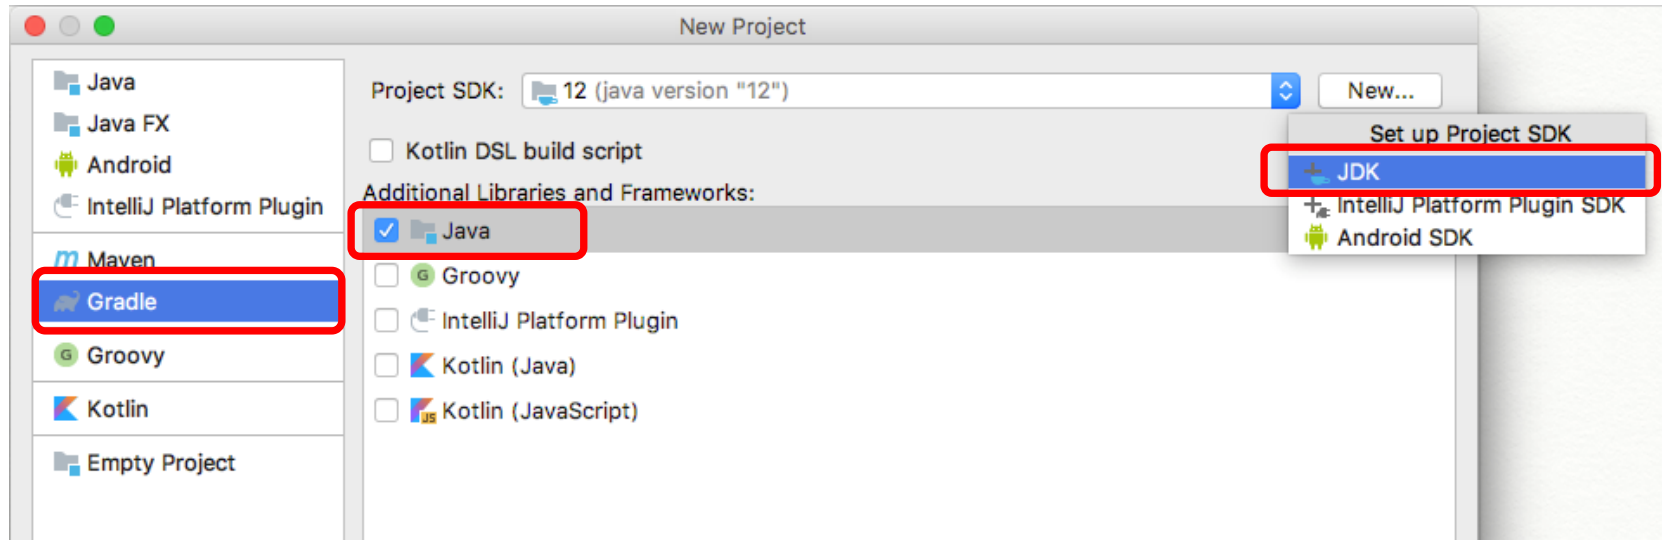 New Project
Java
Java FX
Android
IntelliJ Platform Plugin
Maven
Gradle
G Groovy
Kotlin
Empty Project
Project SDK: 12 (java version "12") New...
Kotlin DSL build script
Additional Libraries and Frameworks:
Java
G Groovy
IntelliJ Platform Plugin
Kotlin (Java)
JS Kotlin (JavaScript)
Set up Project SDK
JDK
IntelliJ Platform Plugin SDK
Android SDK